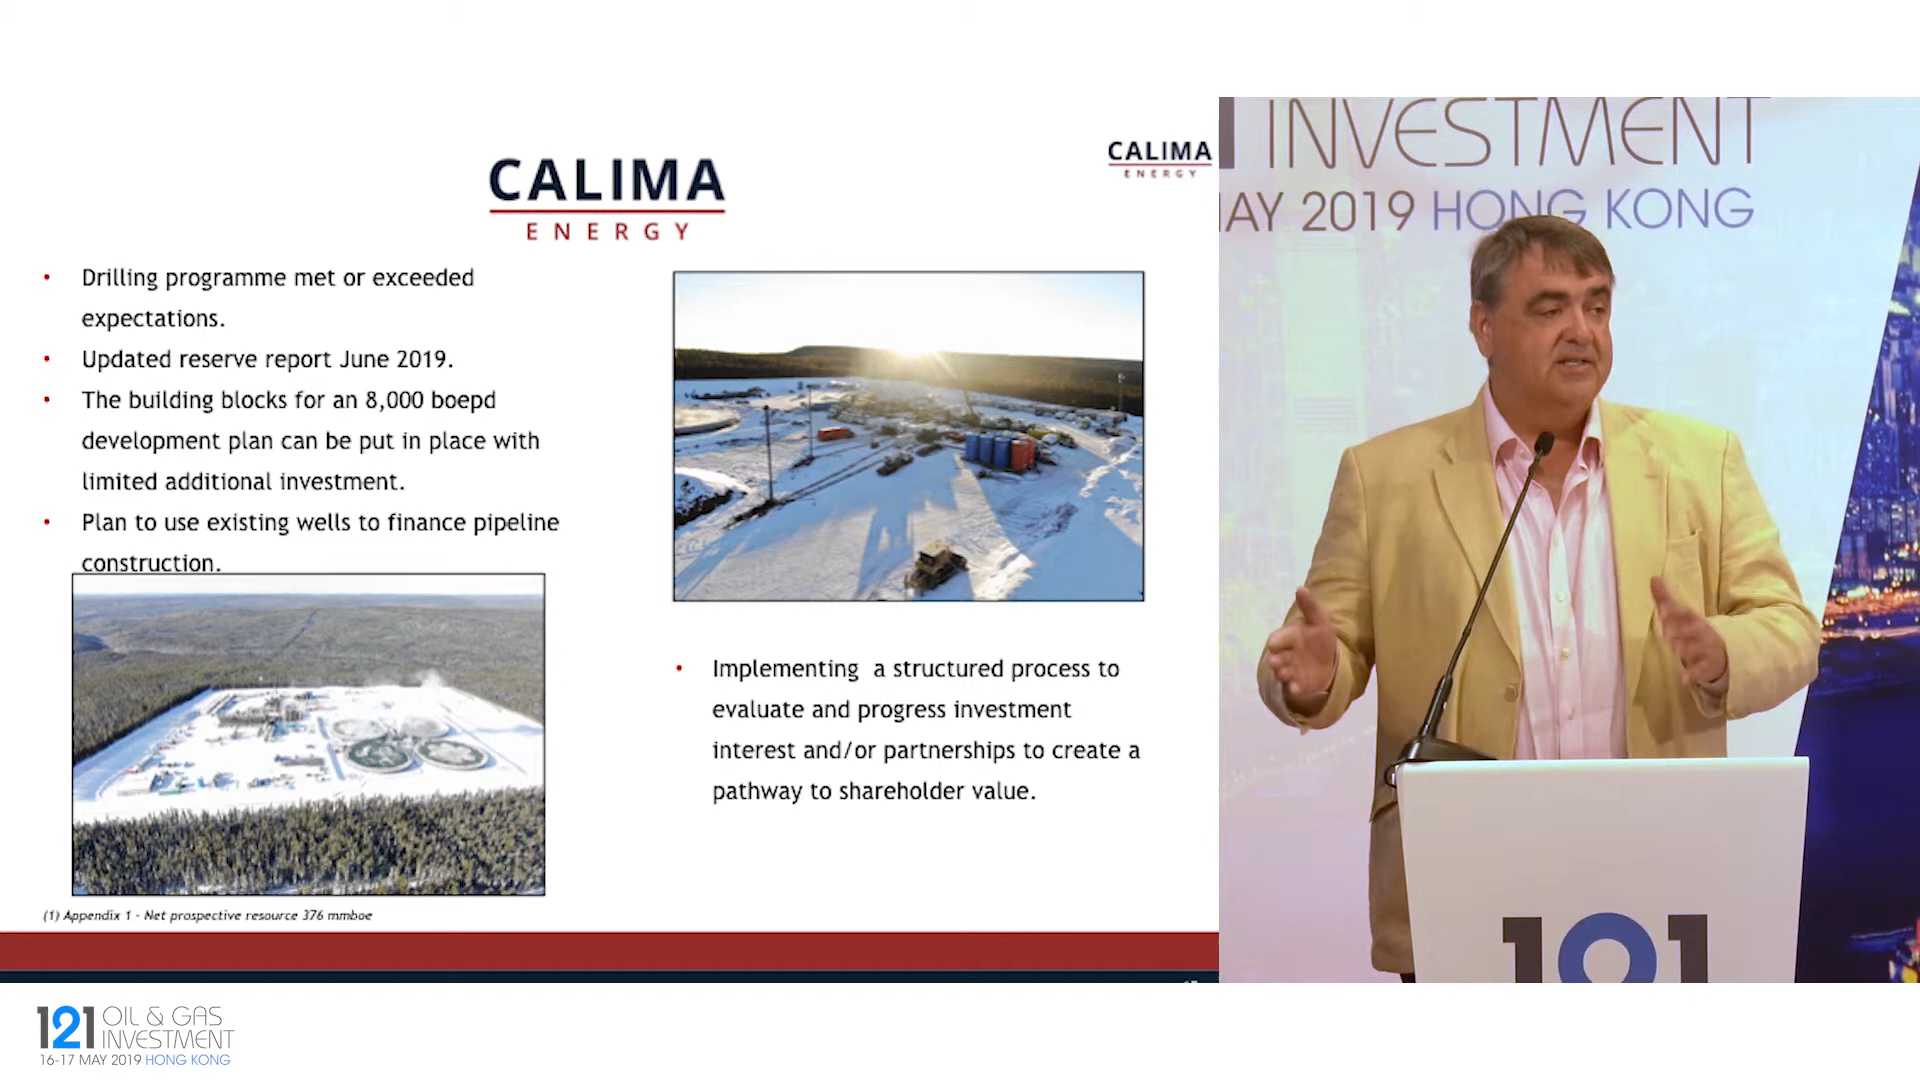 CALIMA
ENERGY
CALIMA
ENERGY
• Drilling programme met or exceeded
expectations.
• Updated reserve report June 2019.
• The building blocks for an 8,000 boepd
development plan can be put in place with
limited additional investment.
• Plan to use existing wells to finance pipeline
construction.
(1) Appendix 1 - Net prospective resource 376 mmboe
• Implementing a structured process to
evaluate and progress investment
interest and/or partnerships to create a
pathway to shareholder value.
INVESTMENT
MAY 2019 HONG KONG
121
121 OIL & GAS
INVESTMENT
16-17 MAY 2019 HONG KONG